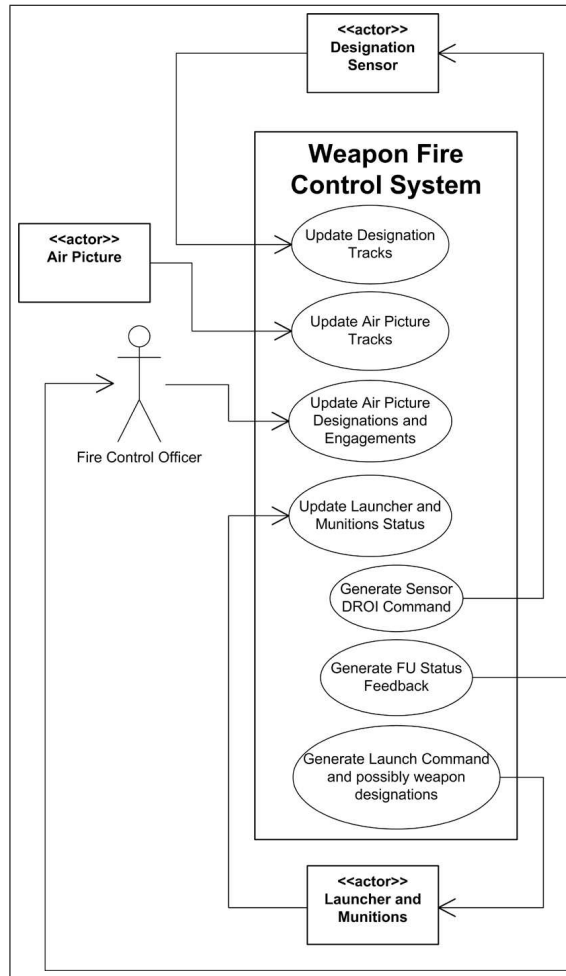 <<actor>>
Designation
Sensor
Weapon Fire
Control System
Update Designation
Tracks
<<actor>>
Air Picture
Update Air Picture
Tracks
Update Air Picture
Designations and
Engagements
Fire Control Officer
Update Launcher and
Munitions Status
Generate Sensor
DROI Command
Generate FU Status
Feedback
Generate Launch Command
and possibly weapon
designations
<<actor>>
Launcher and
Munitions